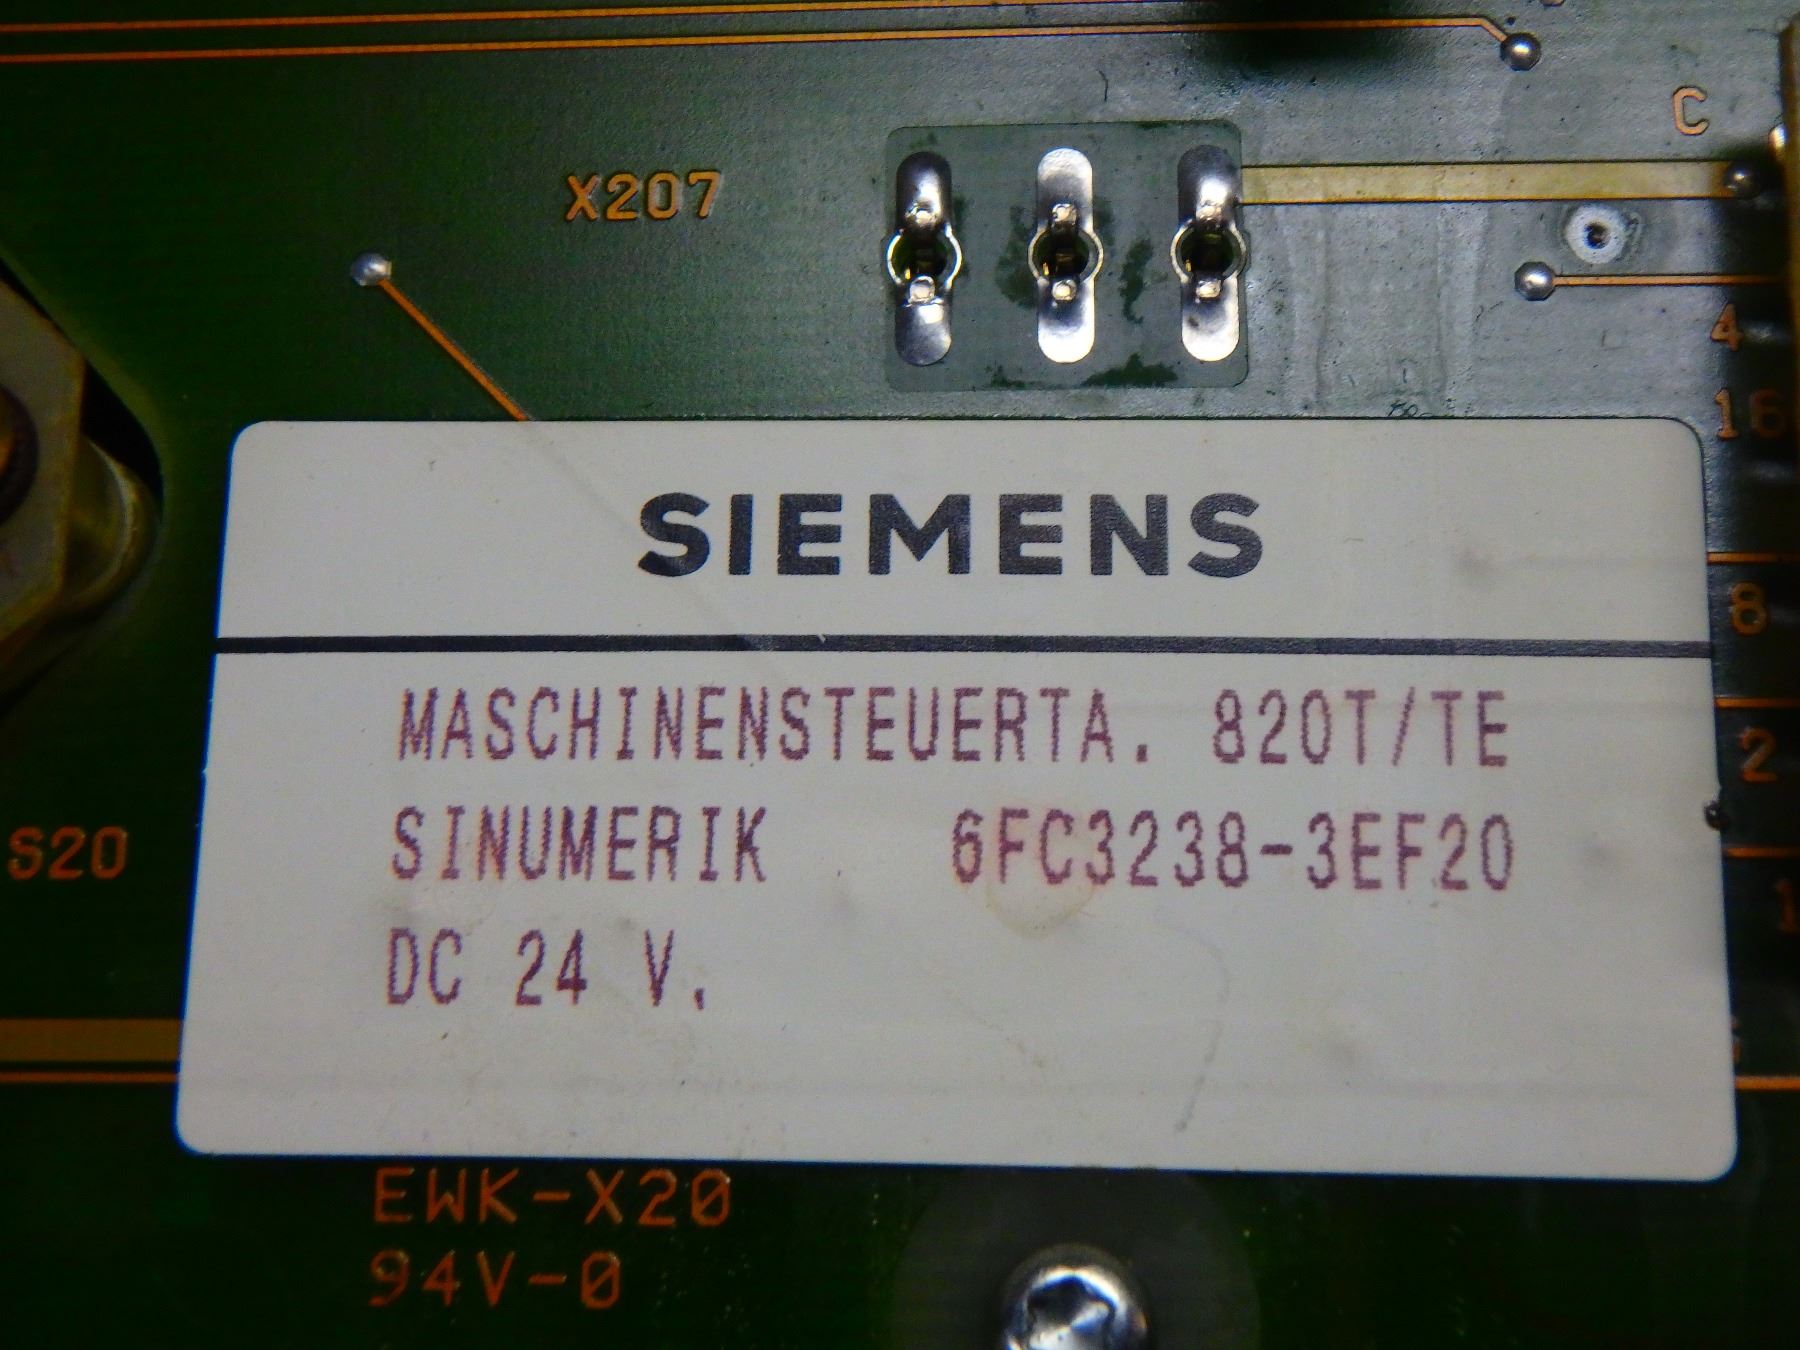 C
X207
4
16
SIEMENS
8
MASCHINENSTEUERTA. 820T/TE
2
S20
SINUMERIK 6FC3238-3EF20
1
DC 24 V.
EWK-X20
94V-0